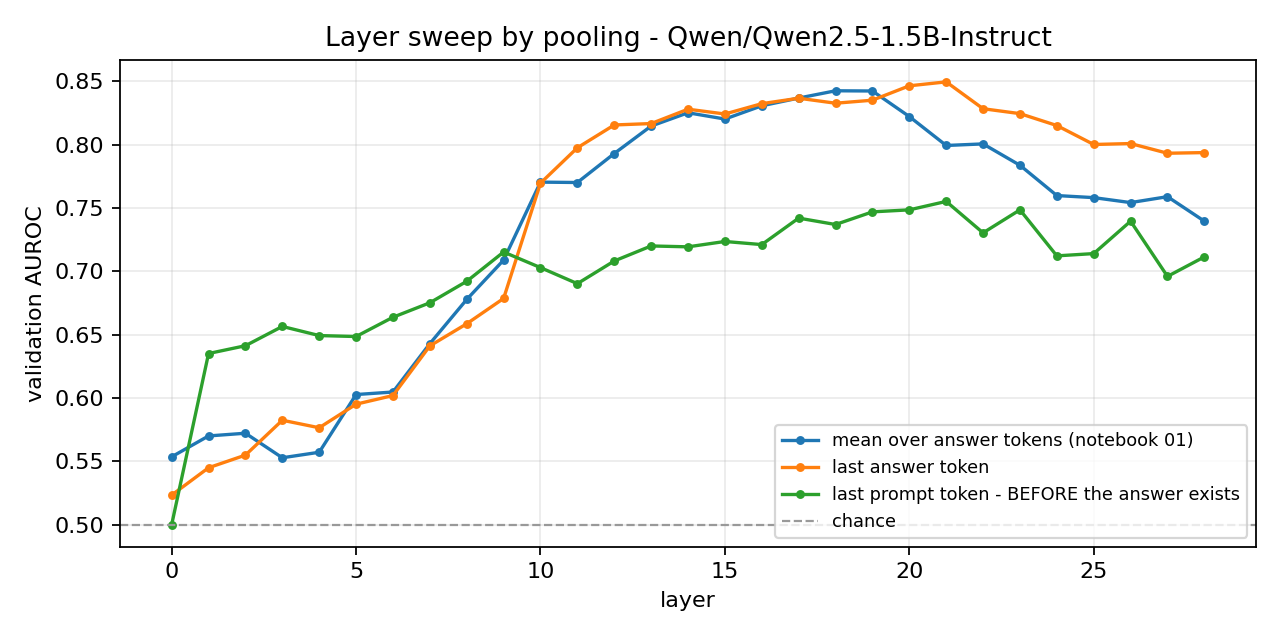 Layer sweep by pooling - Qwen/Qwen2.5-1.5B-Instruct
validation AUROC
0.85
0.80
0.75
0.70
0.65
0.60
0.55
0.50
mean over answer tokens (notebook 01)
last answer token
last prompt token - BEFORE the answer exists
chance
0 5 10 15 20 25
layer